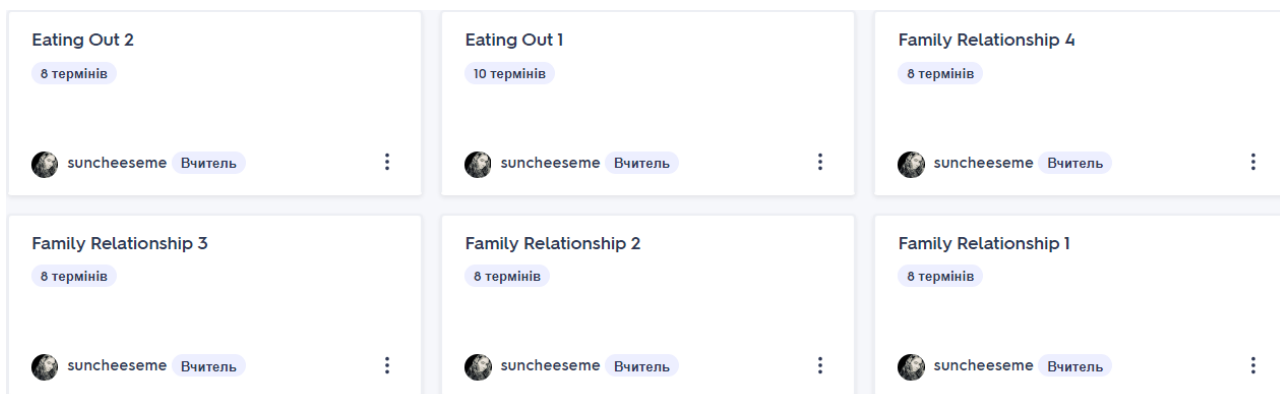 Eating Out 2
8 термінів
suncheeseme Вчитель
Eating Out 1
10 термінів
suncheeseme Вчитель
Family Relationship 4
8 термінів
suncheeseme Вчитель
Family Relationship 3
8 термінів
suncheeseme Вчитель
Family Relationship 2
8 термінів
suncheeseme Вчитель
Family Relationship 1
8 термінів
suncheeseme Вчитель